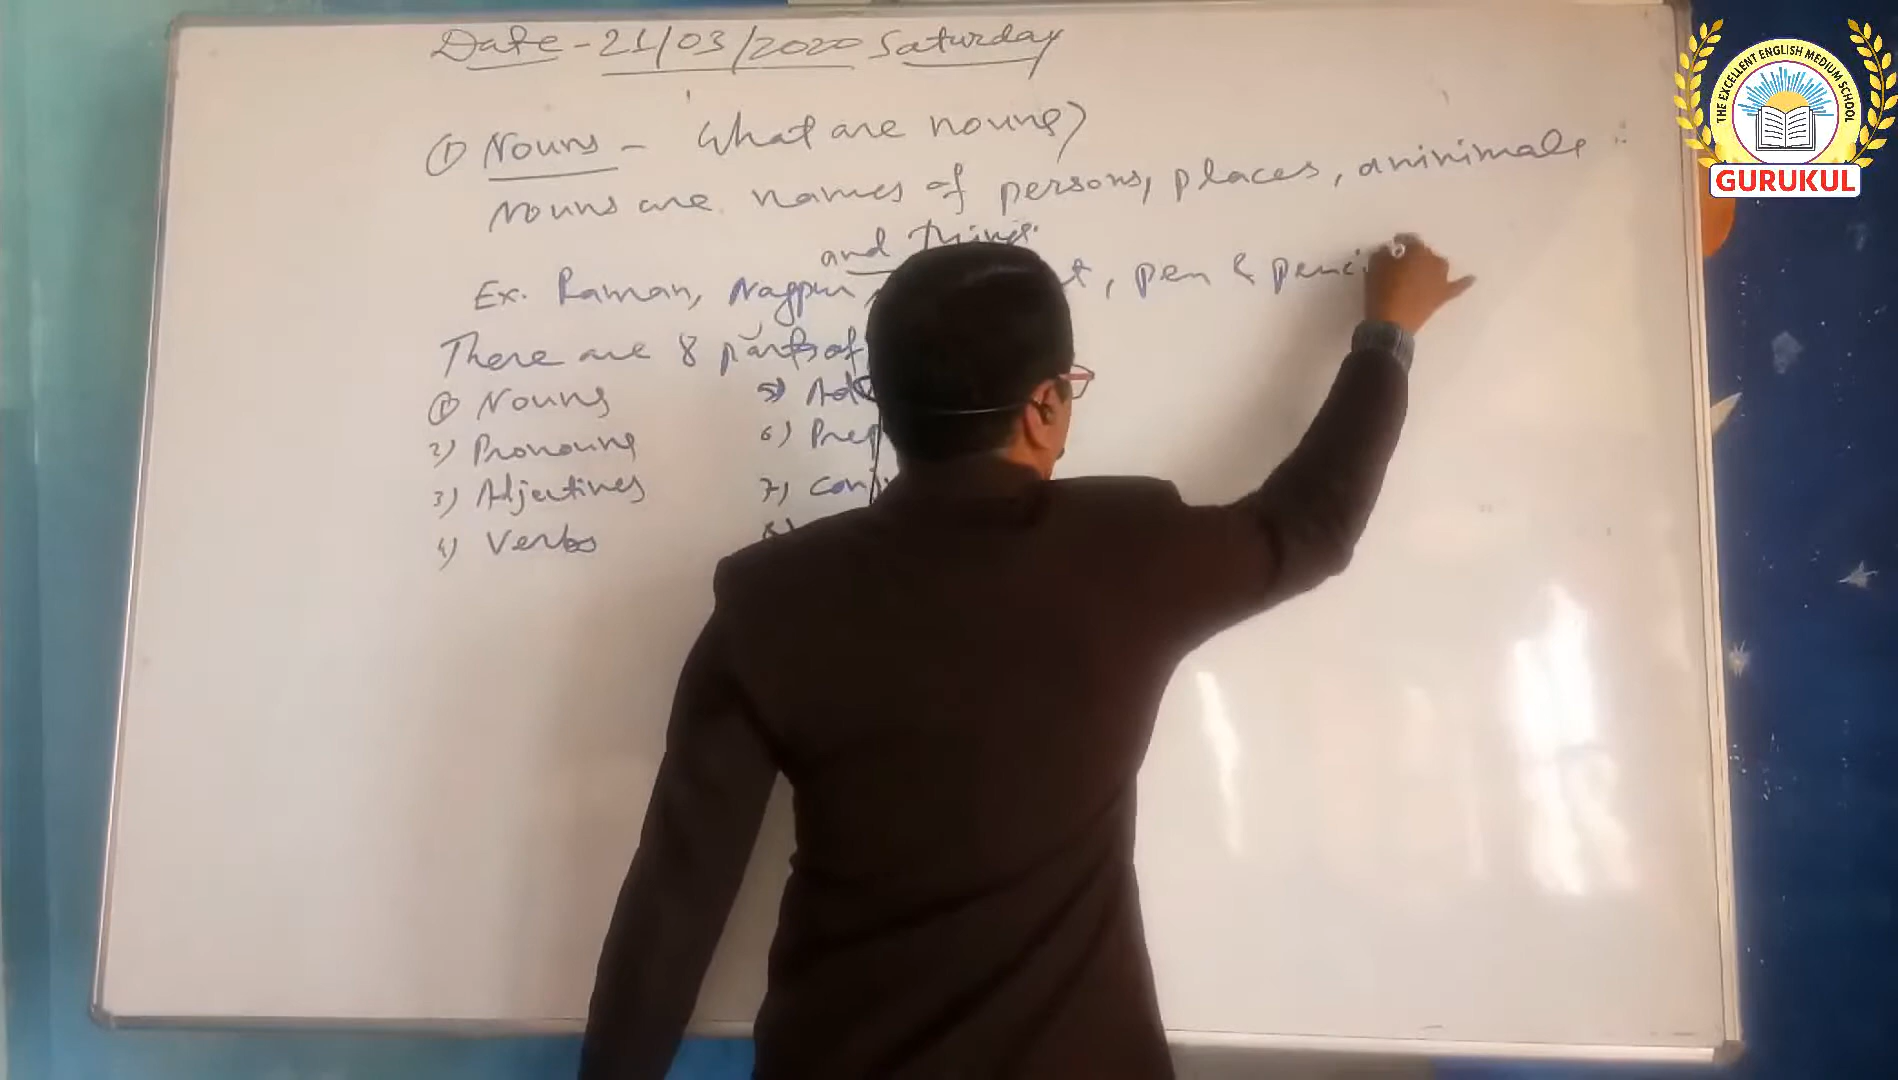 Date - 21/03/2020 Saturday
① Nouns - What are nouns?
Nouns are names of persons, places, aninimals
and things.
Ex. Raman, Nagpur , pen & penci
There are 8 parts of
① Nouns
2) Pronouns
3) Adjectives
4) Verbs
5) Ad
6) Prep
7) Conj
8)
THE EXCELLENT ENGLISH MEDIUM SCHOOL
GURUKUL